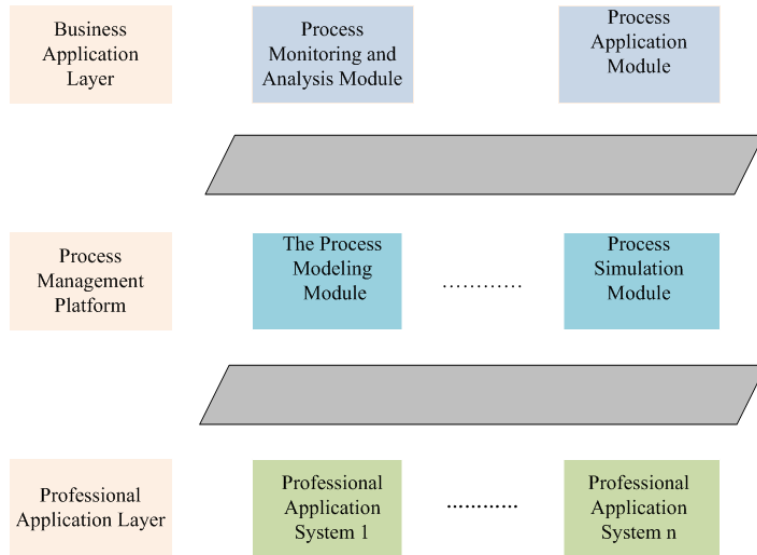 Business
Application
Layer
Process
Monitoring and
Analysis Module
Process
Application
Module
Process
Management
Platform
The Process
Modeling
Module
............
Process
Simulation
Module
Professional
Application Layer
Professional
Application
System 1
............
Professional
Application
System n